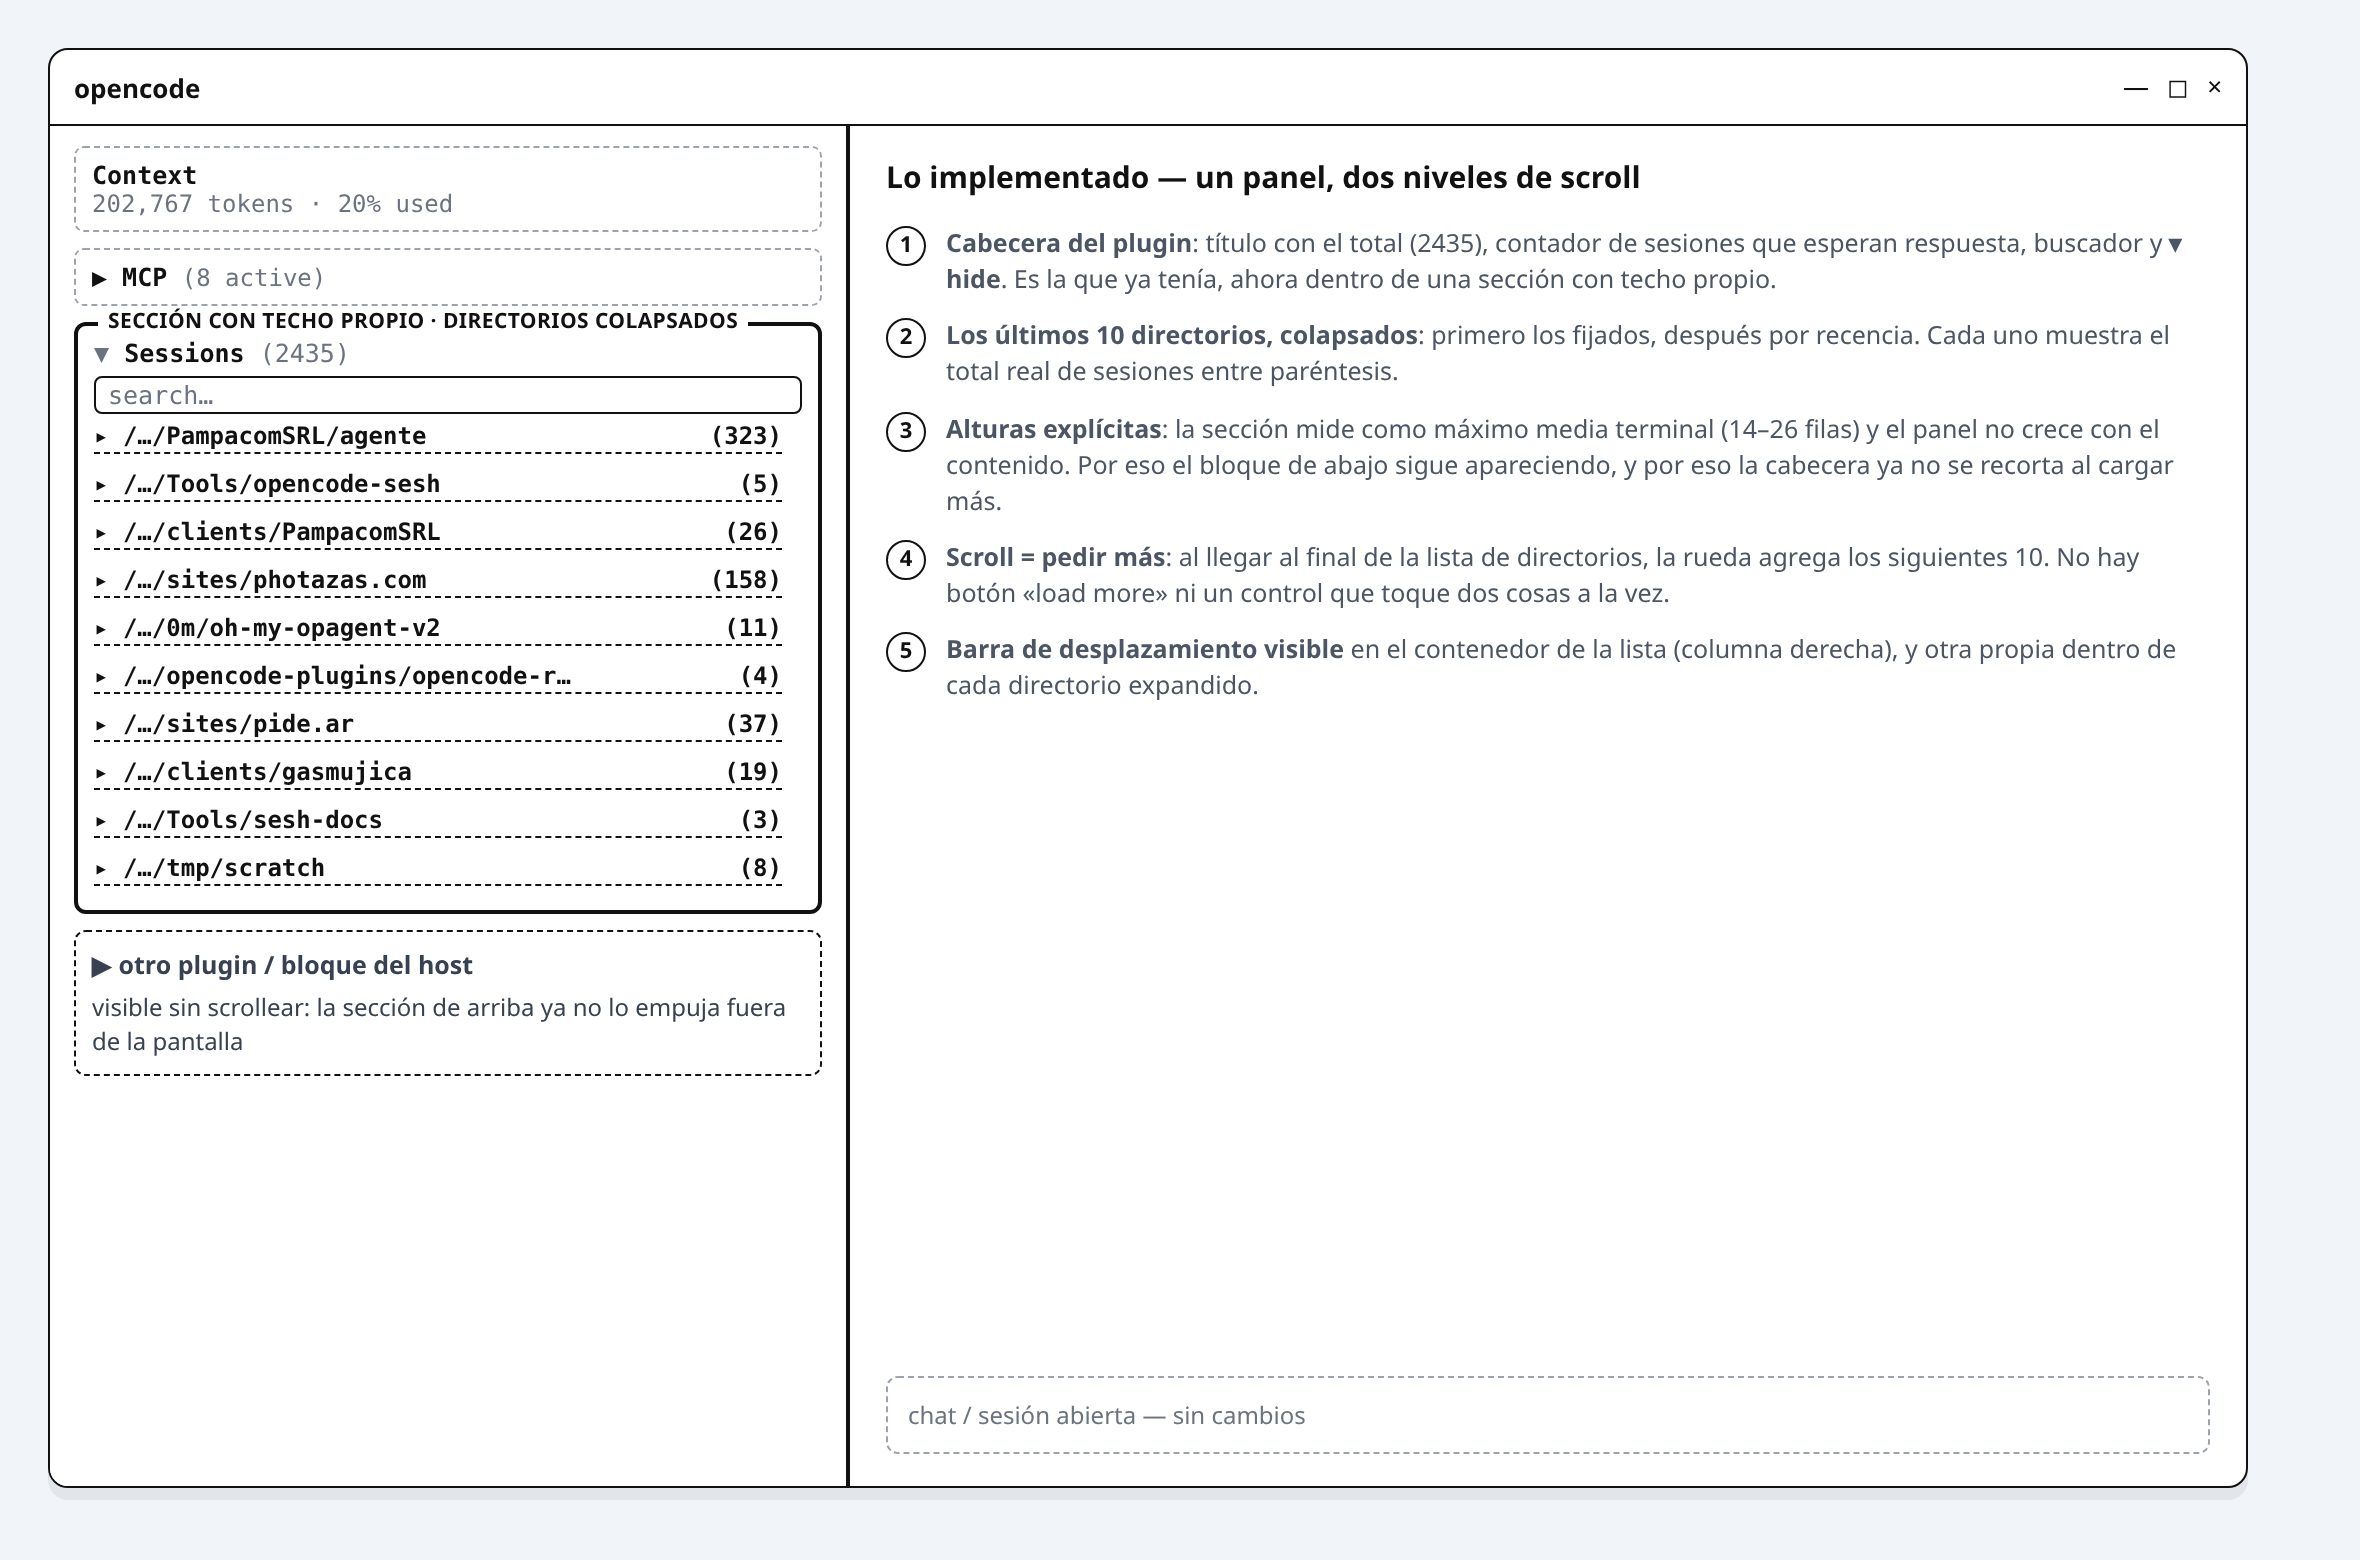 opencode
— □ ×
Context
202,767 tokens · 20% used
▶ MCP (8 active)
SECCIÓN CON TECHO PROPIO · DIRECTORIOS COLAPSADOS
▼ Sessions (2435)
search…
▸ /…/PampacomSRL/agente (323)
▸ /…/Tools/opencode-sesh (5)
▸ /…/clients/PampacomSRL (26)
▸ /…/sites/photazas.com (158)
▸ /…/0m/oh-my-opagent-v2 (11)
▸ /…/opencode-plugins/opencode-r… (4)
▸ /…/sites/pide.ar (37)
▸ /…/clients/gasmujica (19)
▸ /…/Tools/sesh-docs (3)
▸ /…/tmp/scratch (8)
▶ otro plugin / bloque del host
visible sin scrollear: la sección de arriba ya no lo empuja fuera
de la pantalla
Lo implementado — un panel, dos niveles de scroll
1 Cabecera del plugin: título con el total (2435), contador de sesiones que esperan respuesta, buscador y ▾
hide. Es la que ya tenía, ahora dentro de una sección con techo propio.
2 Los últimos 10 directorios, colapsados: primero los fijados, después por recencia. Cada uno muestra el
total real de sesiones entre paréntesis.
3 Alturas explícitas: la sección mide como máximo media terminal (14–26 filas) y el panel no crece con el
contenido. Por eso el bloque de abajo sigue apareciendo, y por eso la cabecera ya no se recorta al cargar
más.
4 Scroll = pedir más: al llegar al final de la lista de directorios, la rueda agrega los siguientes 10. No hay
botón «load more» ni un control que toque dos cosas a la vez.
5 Barra de desplazamiento visible en el contenedor de la lista (columna derecha), y otra propia dentro de
cada directorio expandido.
chat / sesión abierta — sin cambios